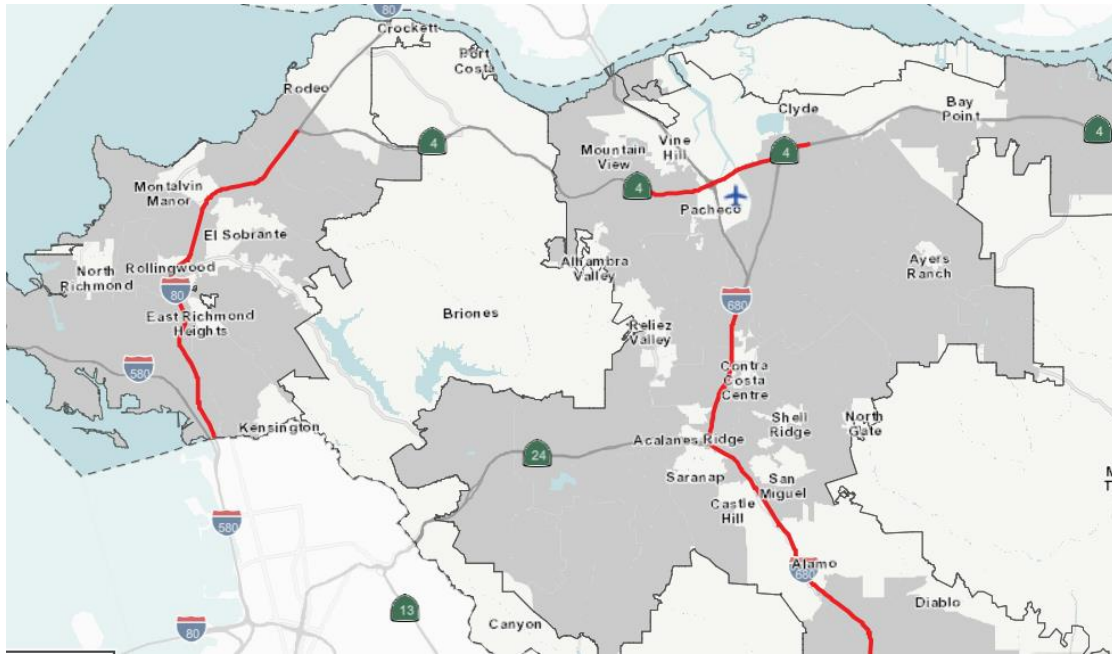 80
Crockett
Port
Costa
Rodeo
4
Clyde
Bay
Point
4
Vine
Hill
Mountain
View
4
4
Pacheco
Montalvin
Manor
El Sobrante
North
Richmond
Rollingwood
80
East Richmond
Heights
580
Alhambra
Valley
Ayers
Ranch
Briones
680
Reliez
Valley
Contra
Costa
Centre
Kensington
Shell
Ridge
North
Gate
Acalanes Ridge
24
Saranap
San
Miguel
Castle
Hill
M
T
580
Alamo
680
Diablo
13
80
Canyon